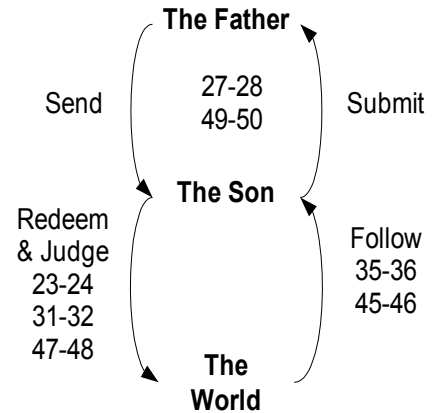 The Father
Send
27-28
49-50
Submit
The Son
Redeem
& Judge
23-24
31-32
47-48
Follow
35-36
45-46
The
World